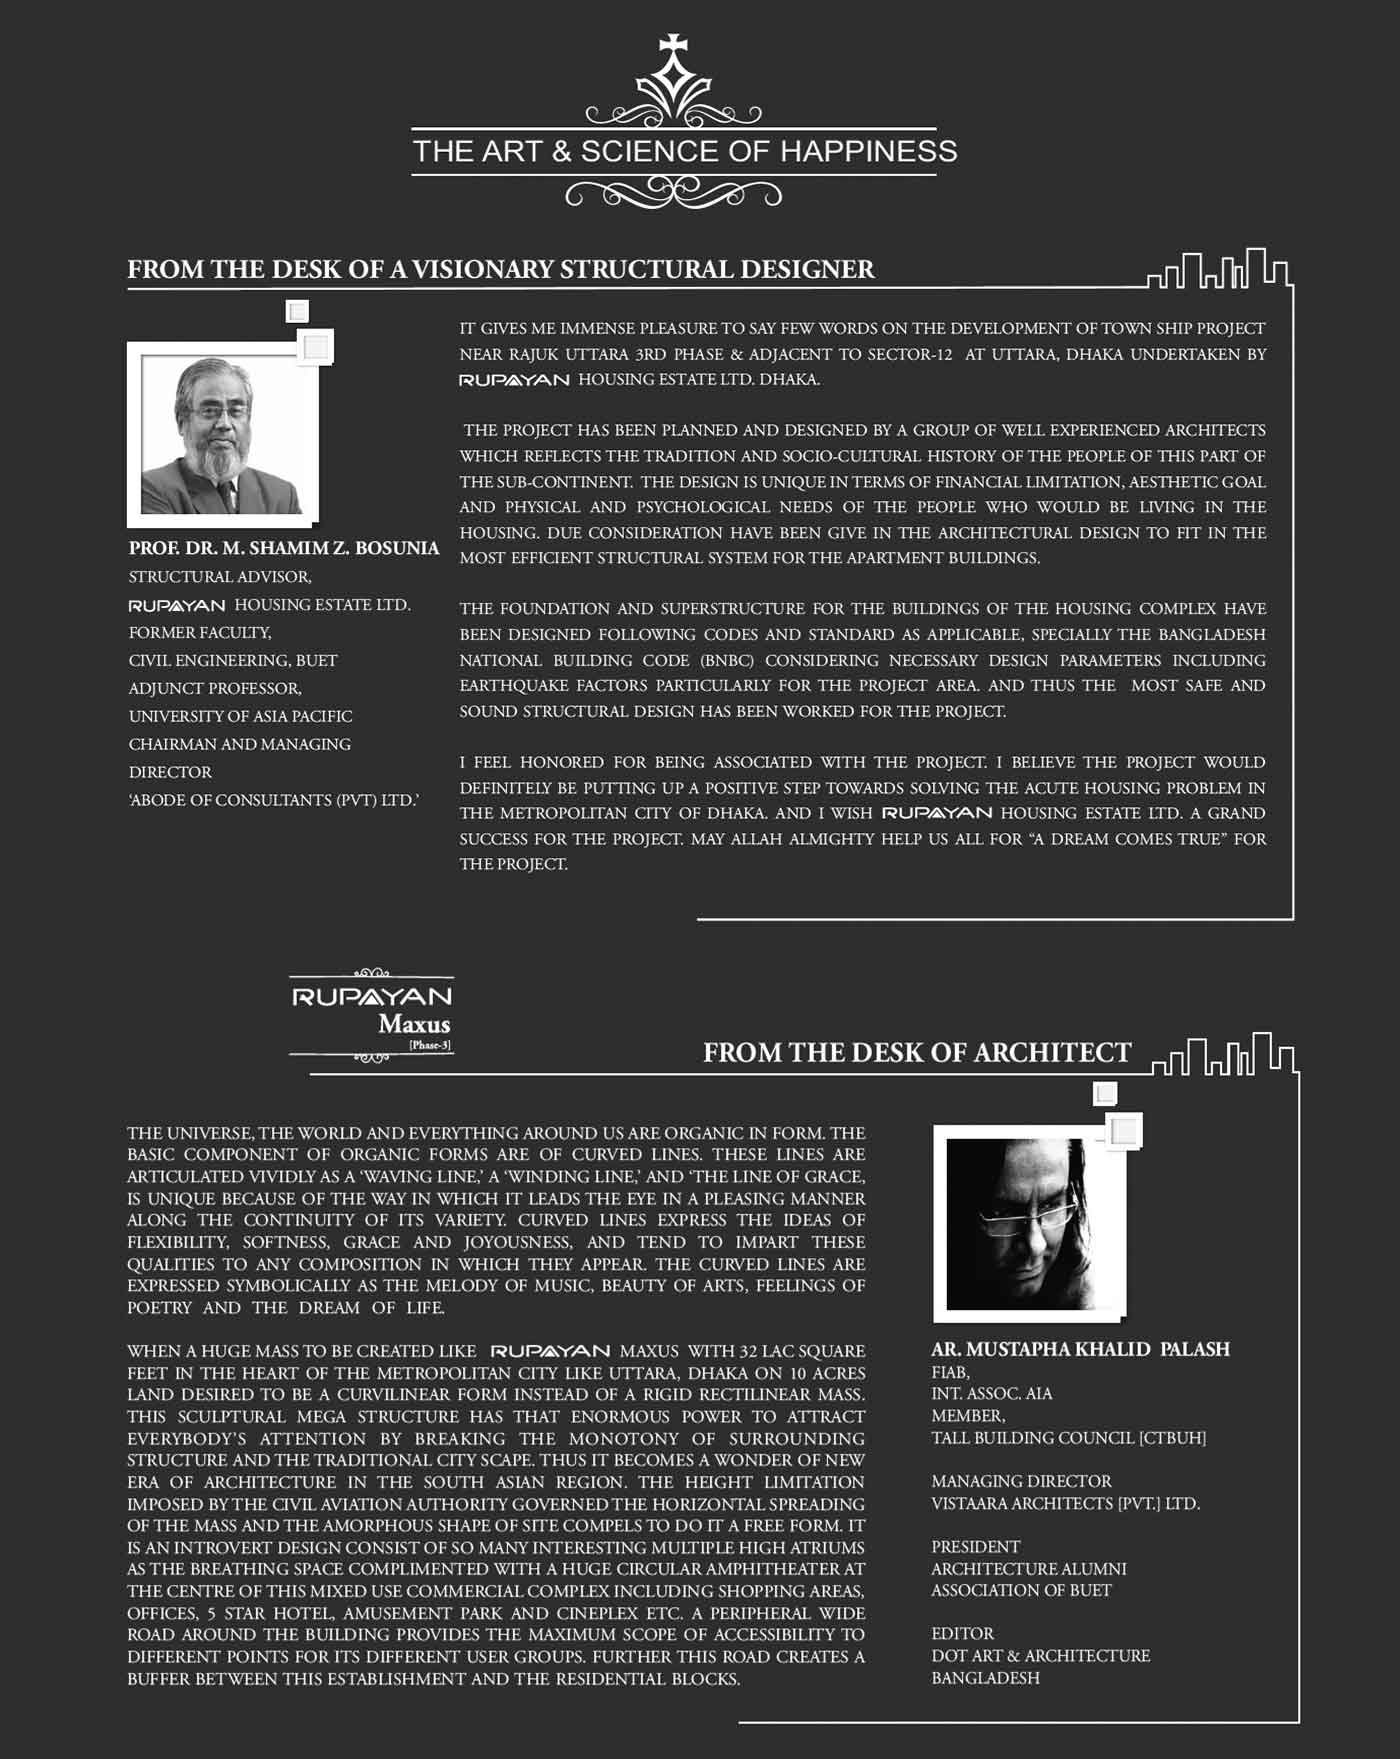 THE ART & SCIENCE OF HAPPINESS
FROM THE DESK OF A VISIONARY STRUCTURAL DESIGNER
PROF. DR. M. SHAMIM Z. BOSUNIA
STRUCTURAL ADVISOR,
RUPAYAN HOUSING ESTATE LTD.
FORMER FACULTY,
CIVIL ENGINEERING, BUET
ADJUNCT PROFESSOR,
UNIVERSITY OF ASIA PACIFIC
CHAIRMAN AND MANAGING
DIRECTOR
‘ABODE OF CONSULTANTS (PVT) LTD.’
IT GIVES ME IMMENSE PLEASURE TO SAY FEW WORDS ON THE DEVELOPMENT OF TOWN SHIP PROJECT
NEAR RAJUK UTTARA 3RD PHASE & ADJACENT TO SECTOR-12 AT UTTARA, DHAKA UNDERTAKEN BY
RUPAYAN HOUSING ESTATE LTD. DHAKA.
THE PROJECT HAS BEEN PLANNED AND DESIGNED BY A GROUP OF WELL EXPERIENCED ARCHITECTS
WHICH REFLECTS THE TRADITION AND SOCIO-CULTURAL HISTORY OF THE PEOPLE OF THIS PART OF
THE SUB-CONTINENT. THE DESIGN IS UNIQUE IN TERMS OF FINANCIAL LIMITATION, AESTHETIC GOAL
AND PHYSICAL AND PSYCHOLOGICAL NEEDS OF THE PEOPLE WHO WOULD BE LIVING IN THE
HOUSING. DUE CONSIDERATION HAVE BEEN GIVE IN THE ARCHITECTURAL DESIGN TO FIT IN THE
MOST EFFICIENT STRUCTURAL SYSTEM FOR THE APARTMENT BUILDINGS.
THE FOUNDATION AND SUPERSTRUCTURE FOR THE BUILDINGS OF THE HOUSING COMPLEX HAVE
BEEN DESIGNED FOLLOWING CODES AND STANDARD AS APPLICABLE, SPECIALLY THE BANGLADESH
NATIONAL BUILDING CODE (BNBC) CONSIDERING NECESSARY DESIGN PARAMETERS INCLUDING
EARTHQUAKE FACTORS PARTICULARLY FOR THE PROJECT AREA. AND THUS THE MOST SAFE AND
SOUND STRUCTURAL DESIGN HAS BEEN WORKED FOR THE PROJECT.
I FEEL HONORED FOR BEING ASSOCIATED WITH THE PROJECT. I BELIEVE THE PROJECT WOULD
DEFINITELY BE PUTTING UP A POSITIVE STEP TOWARDS SOLVING THE ACUTE HOUSING PROBLEM IN
THE METROPOLITAN CITY OF DHAKA. AND I WISH RUPAYAN HOUSING ESTATE LTD. A GRAND
SUCCESS FOR THE PROJECT. MAY ALLAH ALMIGHTY HELP US ALL FOR “A DREAM COMES TRUE” FOR
THE PROJECT.
RUPAYAN
Maxus
[Phase-3]
FROM THE DESK OF ARCHITECT
THE UNIVERSE, THE WORLD AND EVERYTHING AROUND US ARE ORGANIC IN FORM. THE
BASIC COMPONENT OF ORGANIC FORMS ARE OF CURVED LINES. THESE LINES ARE
ARTICULATED VIVIDLY AS A ‘WAVING LINE,’ A ‘WINDING LINE,’ AND ‘THE LINE OF GRACE,
IS UNIQUE BECAUSE OF THE WAY IN WHICH IT LEADS THE EYE IN A PLEASING MANNER
ALONG THE CONTINUITY OF ITS VARIETY. CURVED LINES EXPRESS THE IDEAS OF
FLEXIBILITY, SOFTNESS, GRACE AND JOYOUSNESS, AND TEND TO IMPART THESE
QUALITIES TO ANY COMPOSITION IN WHICH THEY APPEAR. THE CURVED LINES ARE
EXPRESSED SYMBOLICALLY AS THE MELODY OF MUSIC, BEAUTY OF ARTS, FEELINGS OF
POETRY AND THE DREAM OF LIFE.
WHEN A HUGE MASS TO BE CREATED LIKE RUPAYAN MAXUS WITH 32 LAC SQUARE
FEET IN THE HEART OF THE METROPOLITAN CITY LIKE UTTARA, DHAKA ON 10 ACRES
LAND DESIRED TO BE A CURVILINEAR FORM INSTEAD OF A RIGID RECTILINEAR MASS.
THIS SCULPTURAL MEGA STRUCTURE HAS THAT ENORMOUS POWER TO ATTRACT
EVERYBODY’S ATTENTION BY BREAKING THE MONOTONY OF SURROUNDING
STRUCTURE AND THE TRADITIONAL CITY SCAPE. THUS IT BECOMES A WONDER OF NEW
ERA OF ARCHITECTURE IN THE SOUTH ASIAN REGION. THE HEIGHT LIMITATION
IMPOSED BY THE CIVIL AVIATION AUTHORITY GOVERNED THE HORIZONTAL SPREADING
OF THE MASS AND THE AMORPHOUS SHAPE OF SITE COMPELS TO DO IT A FREE FORM. IT
IS AN INTROVERT DESIGN CONSIST OF SO MANY INTERESTING MULTIPLE HIGH ATRIUMS
AS THE BREATHING SPACE COMPLIMENTED WITH A HUGE CIRCULAR AMPHITHEATER AT
THE CENTRE OF THIS MIXED USE COMMERCIAL COMPLEX INCLUDING SHOPPING AREAS,
OFFICES, 5 STAR HOTEL, AMUSEMENT PARK AND CINEPLEX ETC. A PERIPHERAL WIDE
ROAD AROUND THE BUILDING PROVIDES THE MAXIMUM SCOPE OF ACCESSIBILITY TO
DIFFERENT POINTS FOR ITS DIFFERENT USER GROUPS. FURTHER THIS ROAD CREATES A
BUFFER BETWEEN THIS ESTABLISHMENT AND THE RESIDENTIAL BLOCKS.
AR. MUSTAPHA KHALID PALASH
FIAB,
INT. ASSOC. AIA
MEMBER,
TALL BUILDING COUNCIL [CTBUH]
MANAGING DIRECTOR
VISTAARA ARCHITECTS [PVT.] LTD.
PRESIDENT
ARCHITECTURE ALUMNI
ASSOCIATION OF BUET
EDITOR
DOT ART & ARCHITECTURE
BANGLADESH